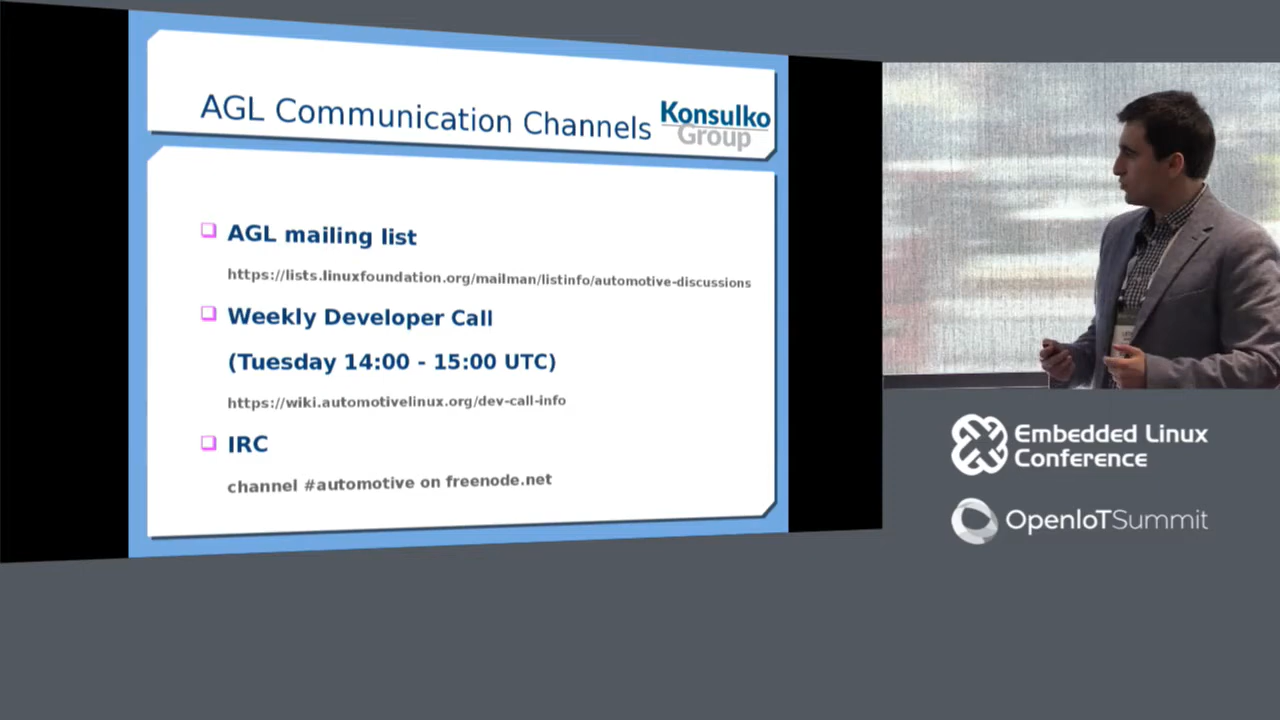 AGL Communication Channels
Konsulko
Group
AGL mailing list
https://lists.linuxfoundation.org/mailman/listinfo/automotive-discussions
Weekly Developer Call
(Tuesday 14:00 - 15:00 UTC)
https://wiki.automotivelinux.org/dev-call-info
IRC
channel #automotive on freenode.net
Embedded Linux
Conference
OpenIoTSummit